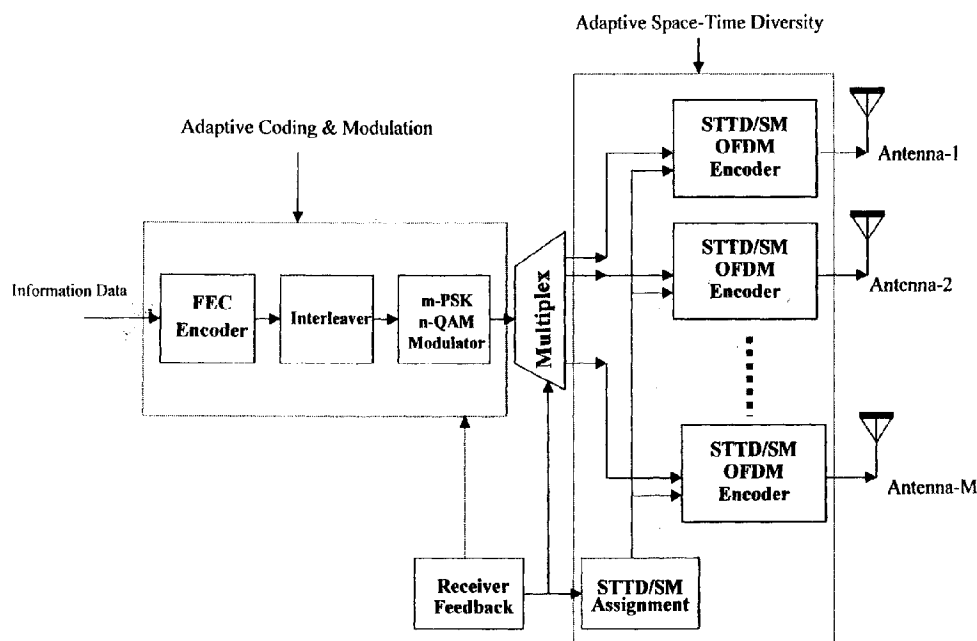 Adaptive Space-Time Diversity
Adaptive Coding & Modulation
STTD/SM
OFDM
Encoder
Antenna-1
STTD/SM
OFDM
Encoder
Antenna-2
Information Data
FEC
Encoder
Interleaver
m-PSK
n-QAM
Modulator
Multiplex
STTD/SM
OFDM
Encoder
Antenna-M
Receiver
Feedback
STTD/SM
Assignment